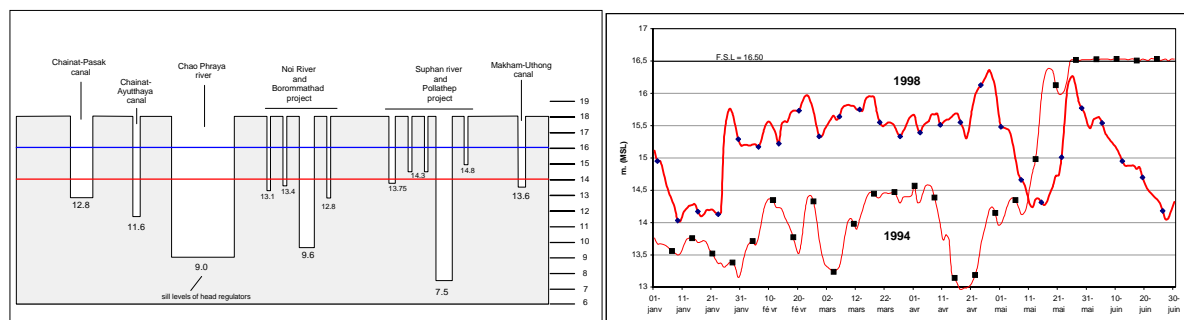 Chainat-Pasak
canal
Chainat-
Ayutthaya
canal
Chao Phraya
river
Noi River
and
Borommathad
project
Suphan river
and
Pollathep
project
Makham-Uthong
canal
19
18
17
16
15
14
13
12
11
10
9
8
7
6
12.8
11.6
9.0
13.1
13.4
9.6
12.8
13.75
14.3
7.5
14.8
13.6
sill levels of head regulators
17
16,5
16
15,5
15
14,5
14
13,5
13
m. (MSL)
F.S.L = 16.50
1998
1994
01-
janv
11-
janv
21-
janv
31-
janv
10-
févr
20-
févr
02-
mars
12-
mars
22-
mars
01-
avr
11-
avr
21-
avr
01-
mai
11-
mai
21-
mai
31-
mai
10-
juin
20-
juin
30-
juin